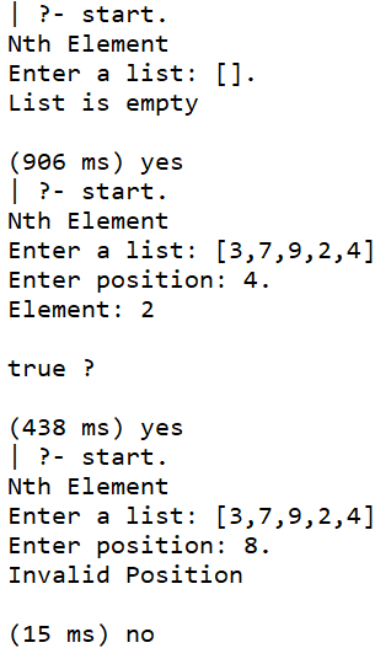 | ?- start.
Nth Element
Enter a list: [].
List is empty
(906 ms) yes
| ?- start.
Nth Element
Enter a list: [3,7,9,2,4]
Enter position: 4.
Element: 2
true ?
(438 ms) yes
| ?- start.
Nth Element
Enter a list: [3,7,9,2,4]
Enter position: 8.
Invalid Position
(15 ms) no